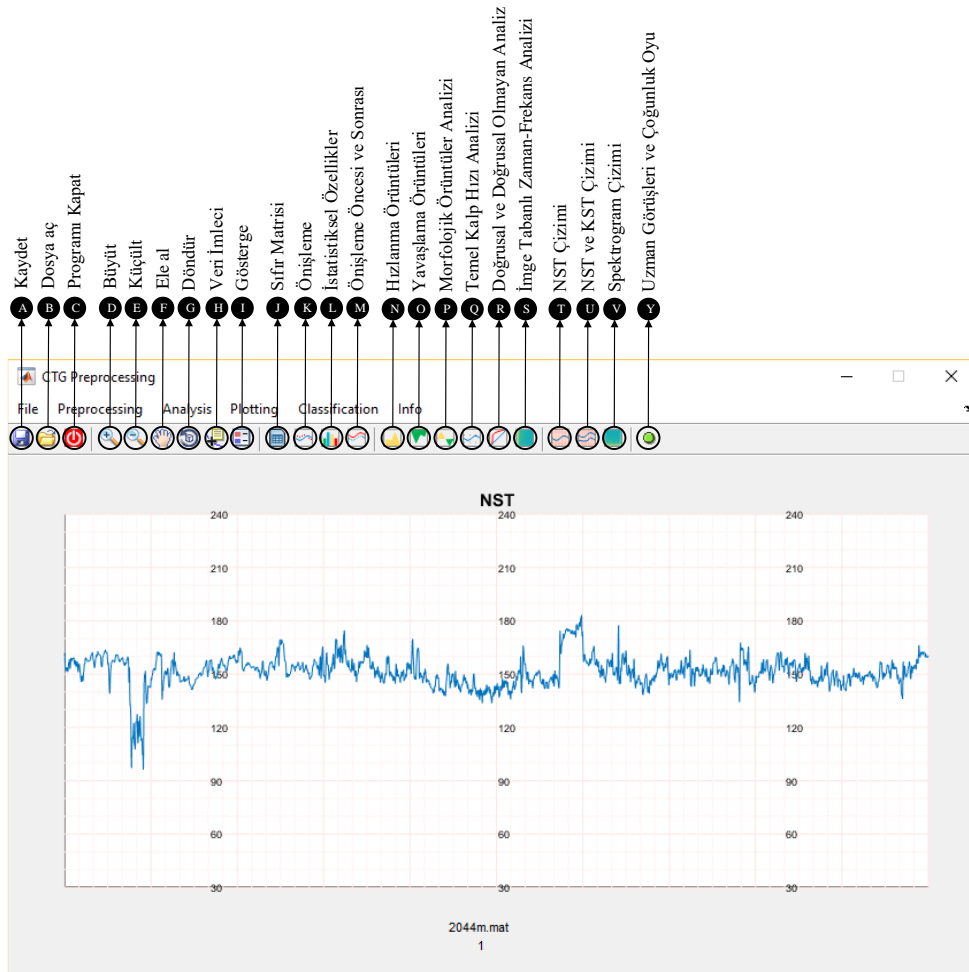 Kaydet
Dosya aç
Programı Kapat
Büyüt
Küçült
Ele al
Döndür
Veri İmleci
Gösterge
Sıfır Matrisi
Önişleme
İstatistiksel Özellikler
Önişleme Öncesi ve Sonrası
Hızlanma Örüntüleri
Yavaşlama Örüntüleri
Morfolojik Örüntüler Analizi
Temel Kalp Hızı Analizi
Doğrusal ve Doğrusal Olmayan Analiz
İmge Tabanlı Zaman-Frekans Analizi
NST Çizimi
NST ve KST Çizimi
Spektrogram Çizimi
Uzman Görüşleri ve Çoğunluk Oyu
A B C D E F G H I J K L M N O P Q R S T U V Y
CTG Preprocessing
File Preprocessing Analysis Plotting Classification Info
NST
240 240 240
210 210 210
180 180 180
150 150 150
120 120 120
90 90 90
60 60 60
30 30 30
2044m.mat
1